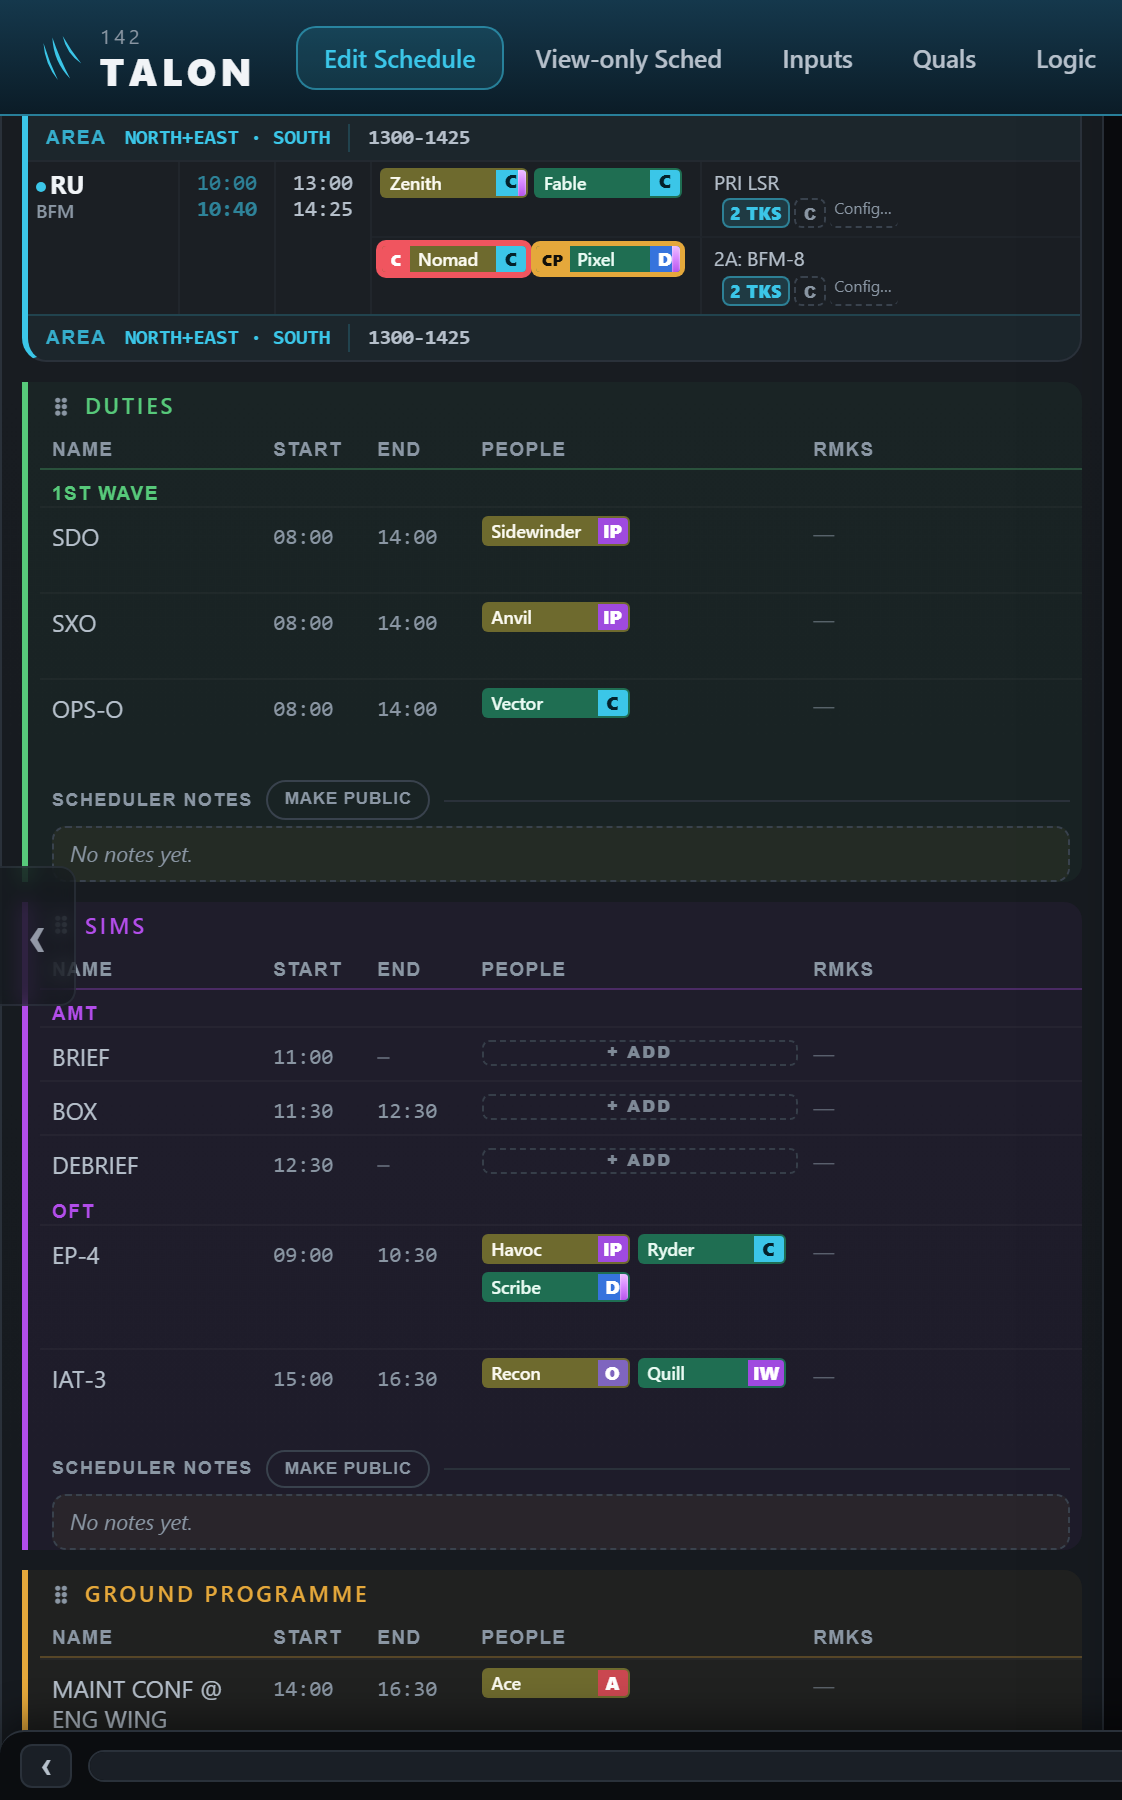 142
TALON
Edit Schedule View-only Sched Inputs Quals Logic
AREA NORTH+EAST · SOUTH 1300-1425
RU 10:00 13:00 Zenith C Fable C PRI LSR
BFM 10:40 14:25 2 TKS C Config...
C Nomad C CP Pixel D 2A: BFM-8
2 TKS C Config...
AREA NORTH+EAST · SOUTH 1300-1425
DUTIES
NAME START END PEOPLE RMKS
1ST WAVE
SDO 08:00 14:00 Sidewinder IP —
SXO 08:00 14:00 Anvil IP —
OPS-O 08:00 14:00 Vector C —
SCHEDULER NOTES MAKE PUBLIC
No notes yet.
SIMS
NAME START END PEOPLE RMKS
AMT
BRIEF 11:00 — + ADD —
BOX 11:30 12:30 + ADD —
DEBRIEF 12:30 — + ADD —
OFT
EP-4 09:00 10:30 Havoc IP Ryder C —
Scribe D
IAT-3 15:00 16:30 Recon O Quill IW —
SCHEDULER NOTES MAKE PUBLIC
No notes yet.
GROUND PROGRAMME
NAME START END PEOPLE RMKS
MAINT CONF @ 14:00 16:30 Ace A —
ENG WING